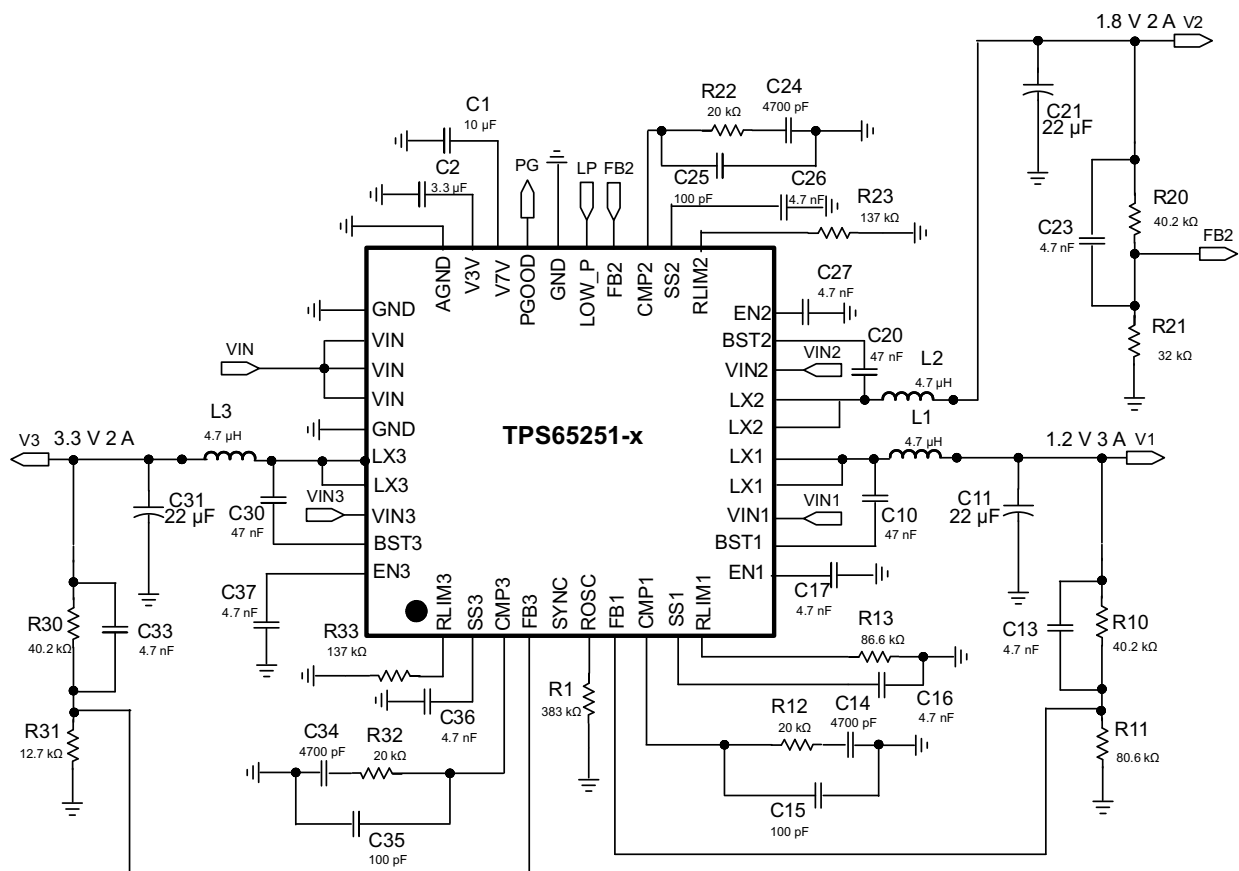 1.8 V 2 A V2
C21
22 µF
R20
40.2 kΩ
C23
4.7 nF
FB2
R21
32 kΩ
C1
10 µF
C2
3.3 µF
PG
LP
FB2
R22
20 kΩ
C24
4700 pF
C25
100 pF
C26
4.7 nF
R23
137 kΩ
AGND
V3V
V7V
PGOOD
GND
LOW_P
FB2
CMP2
SS2
RLIM2
GND
VIN
VIN
VIN
VIN
GND
LX3
LX3
VIN3
VIN3
BST3
EN3
TPS65251-x
EN2
BST2
VIN2
VIN2
LX2
LX2
LX1
LX1
VIN1
VIN1
BST1
EN1
C27
4.7 nF
C20
47 nF
L2
4.7 µH
L1
4.7 µH
1.2 V 3 A V1
C10
47 nF
C11
22 µF
C17
4.7 nF
V3 3.3 V 2 A
L3
4.7 µH
C31
22 µF
C30
47 nF
C37
4.7 nF
R30
40.2 kΩ
C33
4.7 nF
R31
12.7 kΩ
RLIM3
SS3
CMP3
FB3
SYNC
ROSC
FB1
CMP1
SS1
RLIM1
R33
137 kΩ
C36
4.7 nF
C34
4700 pF
R32
20 kΩ
C35
100 pF
R1
383 kΩ
R13
86.6 kΩ
C16
4.7 nF
R12
20 kΩ
C14
4700 pF
C15
100 pF
C13
4.7 nF
R10
40.2 kΩ
R11
80.6 kΩ